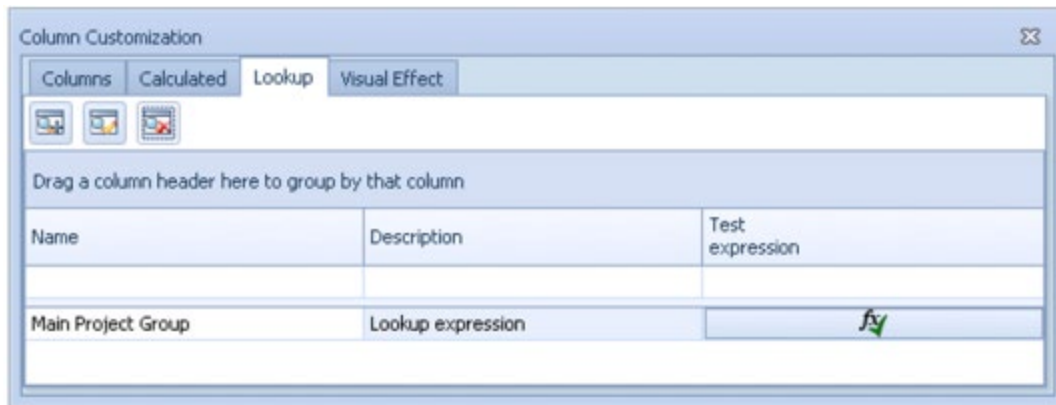 Column Customization
Columns Calculated Lookup Visual Effect
Drag a column header here to group by that column
Name Description Test
expression
Main Project Group Lookup expression fx